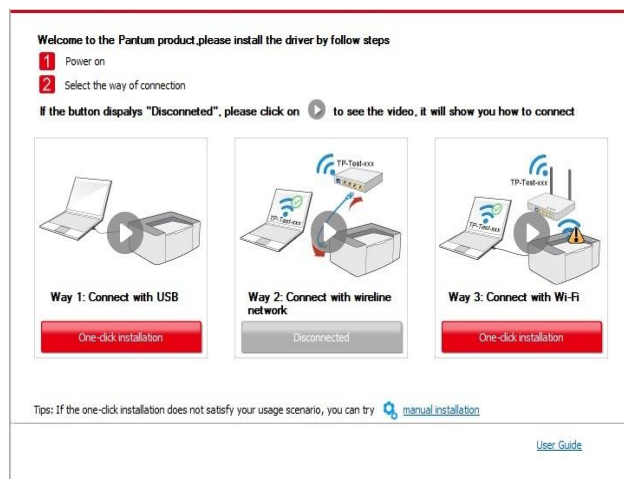 Welcome to the Pantum product,please install the driver by follow steps
1 Power on
2 Select the way of connection
If the button dispalys "Disconneted", please click on to see the video, it will show you how to connect
TP-Test-xxx
TP-Test-xxx
TP-Test-xxx
TP-Test-xxx
Way 1: Connect with USB
Way 2: Connect with wireline
network
Way 3: Connect with Wi-Fi
One-click installation
Disconnected
One-click installation
Tips: If the one-click installation does not satisfy your usage scenario, you can try manual installation
User Guide